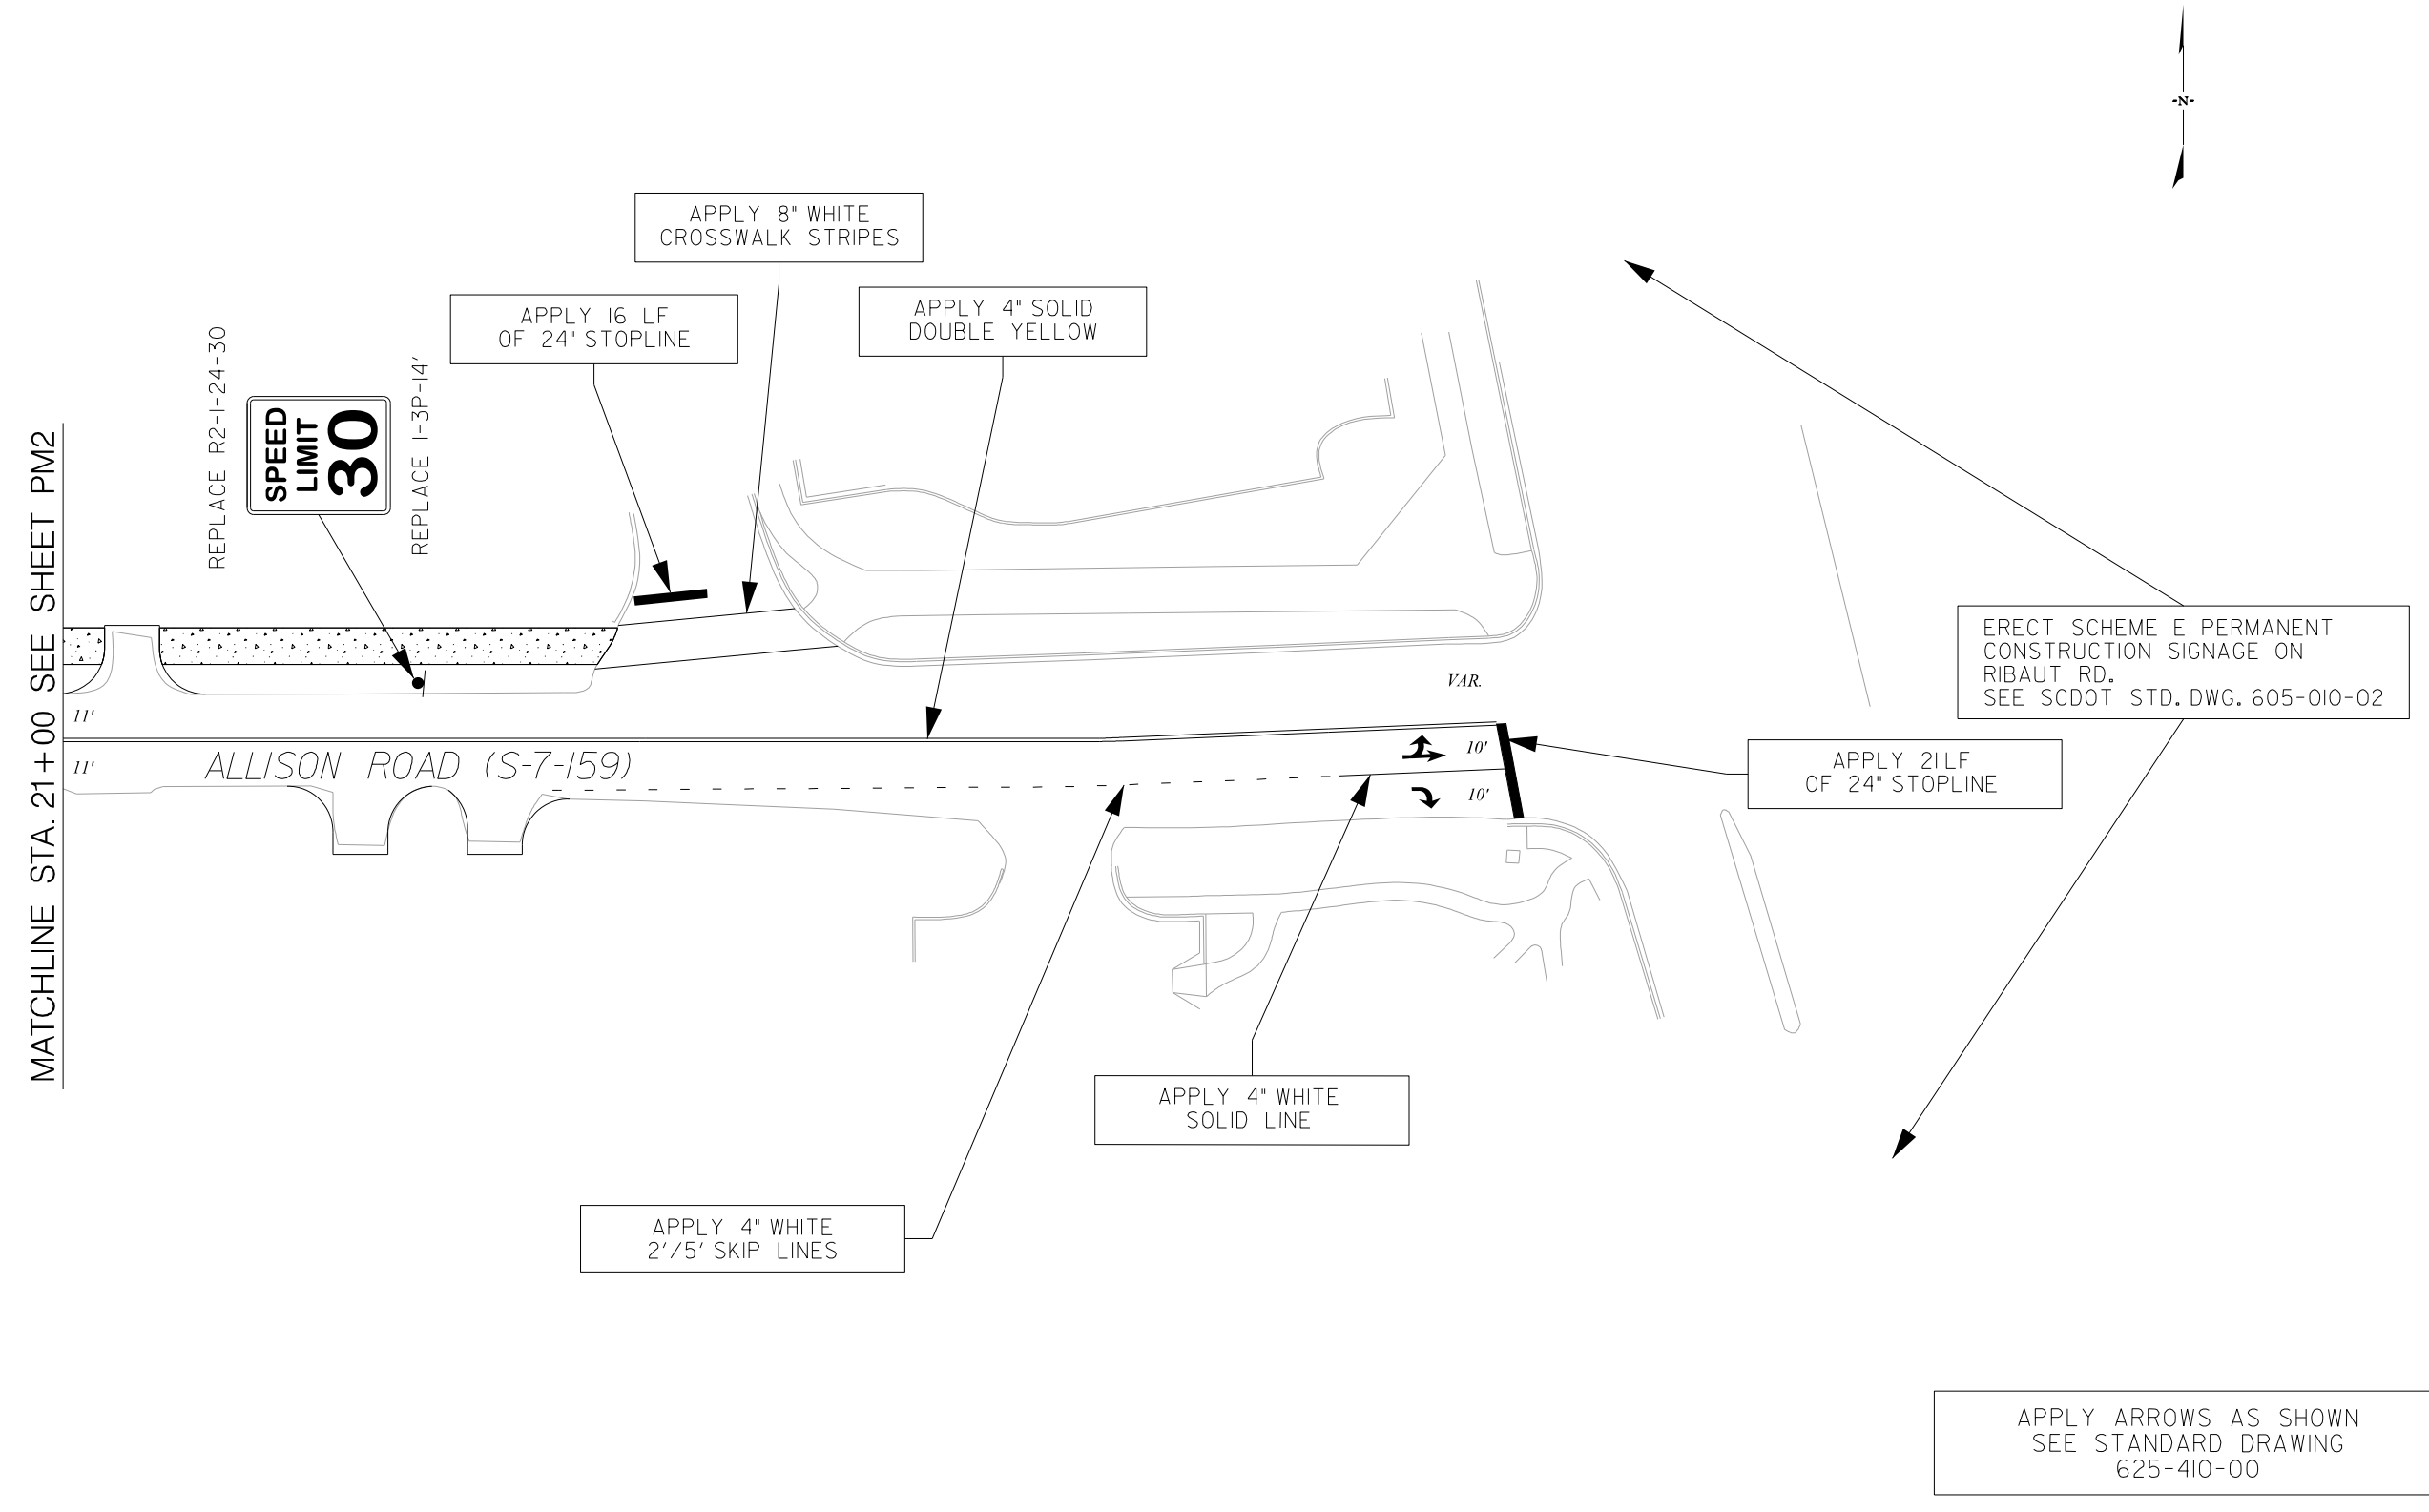 -N-
APPLY 8" WHITE
CROSSWALK STRIPES
APPLY 16 LF
OF 24" STOPLINE
APPLY 4" SOLID
DOUBLE YELLOW
REPLACE R2-1-24-30
SPEED
LIMIT
30
REPLACE 1-3P-14'
MATCHLINE STA. 21+00 SEE SHEET PM2
ERECT SCHEME E PERMANENT
CONSTRUCTION SIGNAGE ON
RIBAUT RD.
SEE SCDOT STD. DWG. 605-010-02
VAR.
11'
11'
ALLISON ROAD (S-7-159)
10'
10'
APPLY 21 LF
OF 24" STOPLINE
APPLY 4" WHITE
SOLID LINE
APPLY 4" WHITE
2'/5' SKIP LINES
APPLY ARROWS AS SHOWN
SEE STANDARD DRAWING
625-410-00